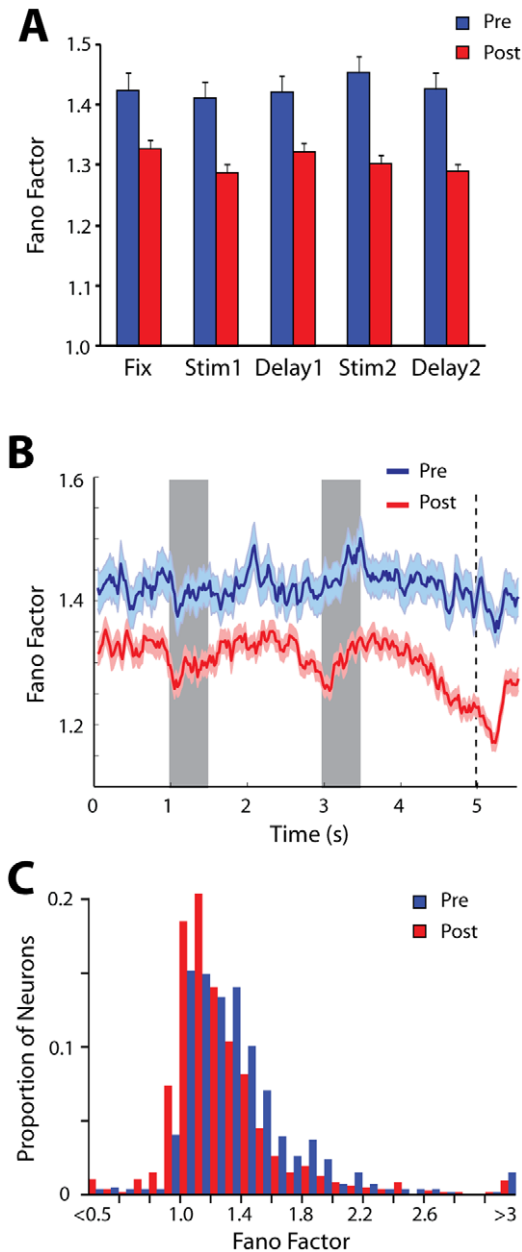 A
Pre
Post
1.5
1.4
1.3
1.2
1.1
1.0
Fano Factor
Fix Stim1 Delay1 Stim2 Delay2
B
Pre
Post
1.6
1.4
1.2
Fano Factor
0 1 2 3 4 5
Time (s)
C
Pre
Post
0.2
0.1
0
Proportion of Neurons
<0.5 1.0 1.4 1.8 2.2 2.6 >3
Fano Factor